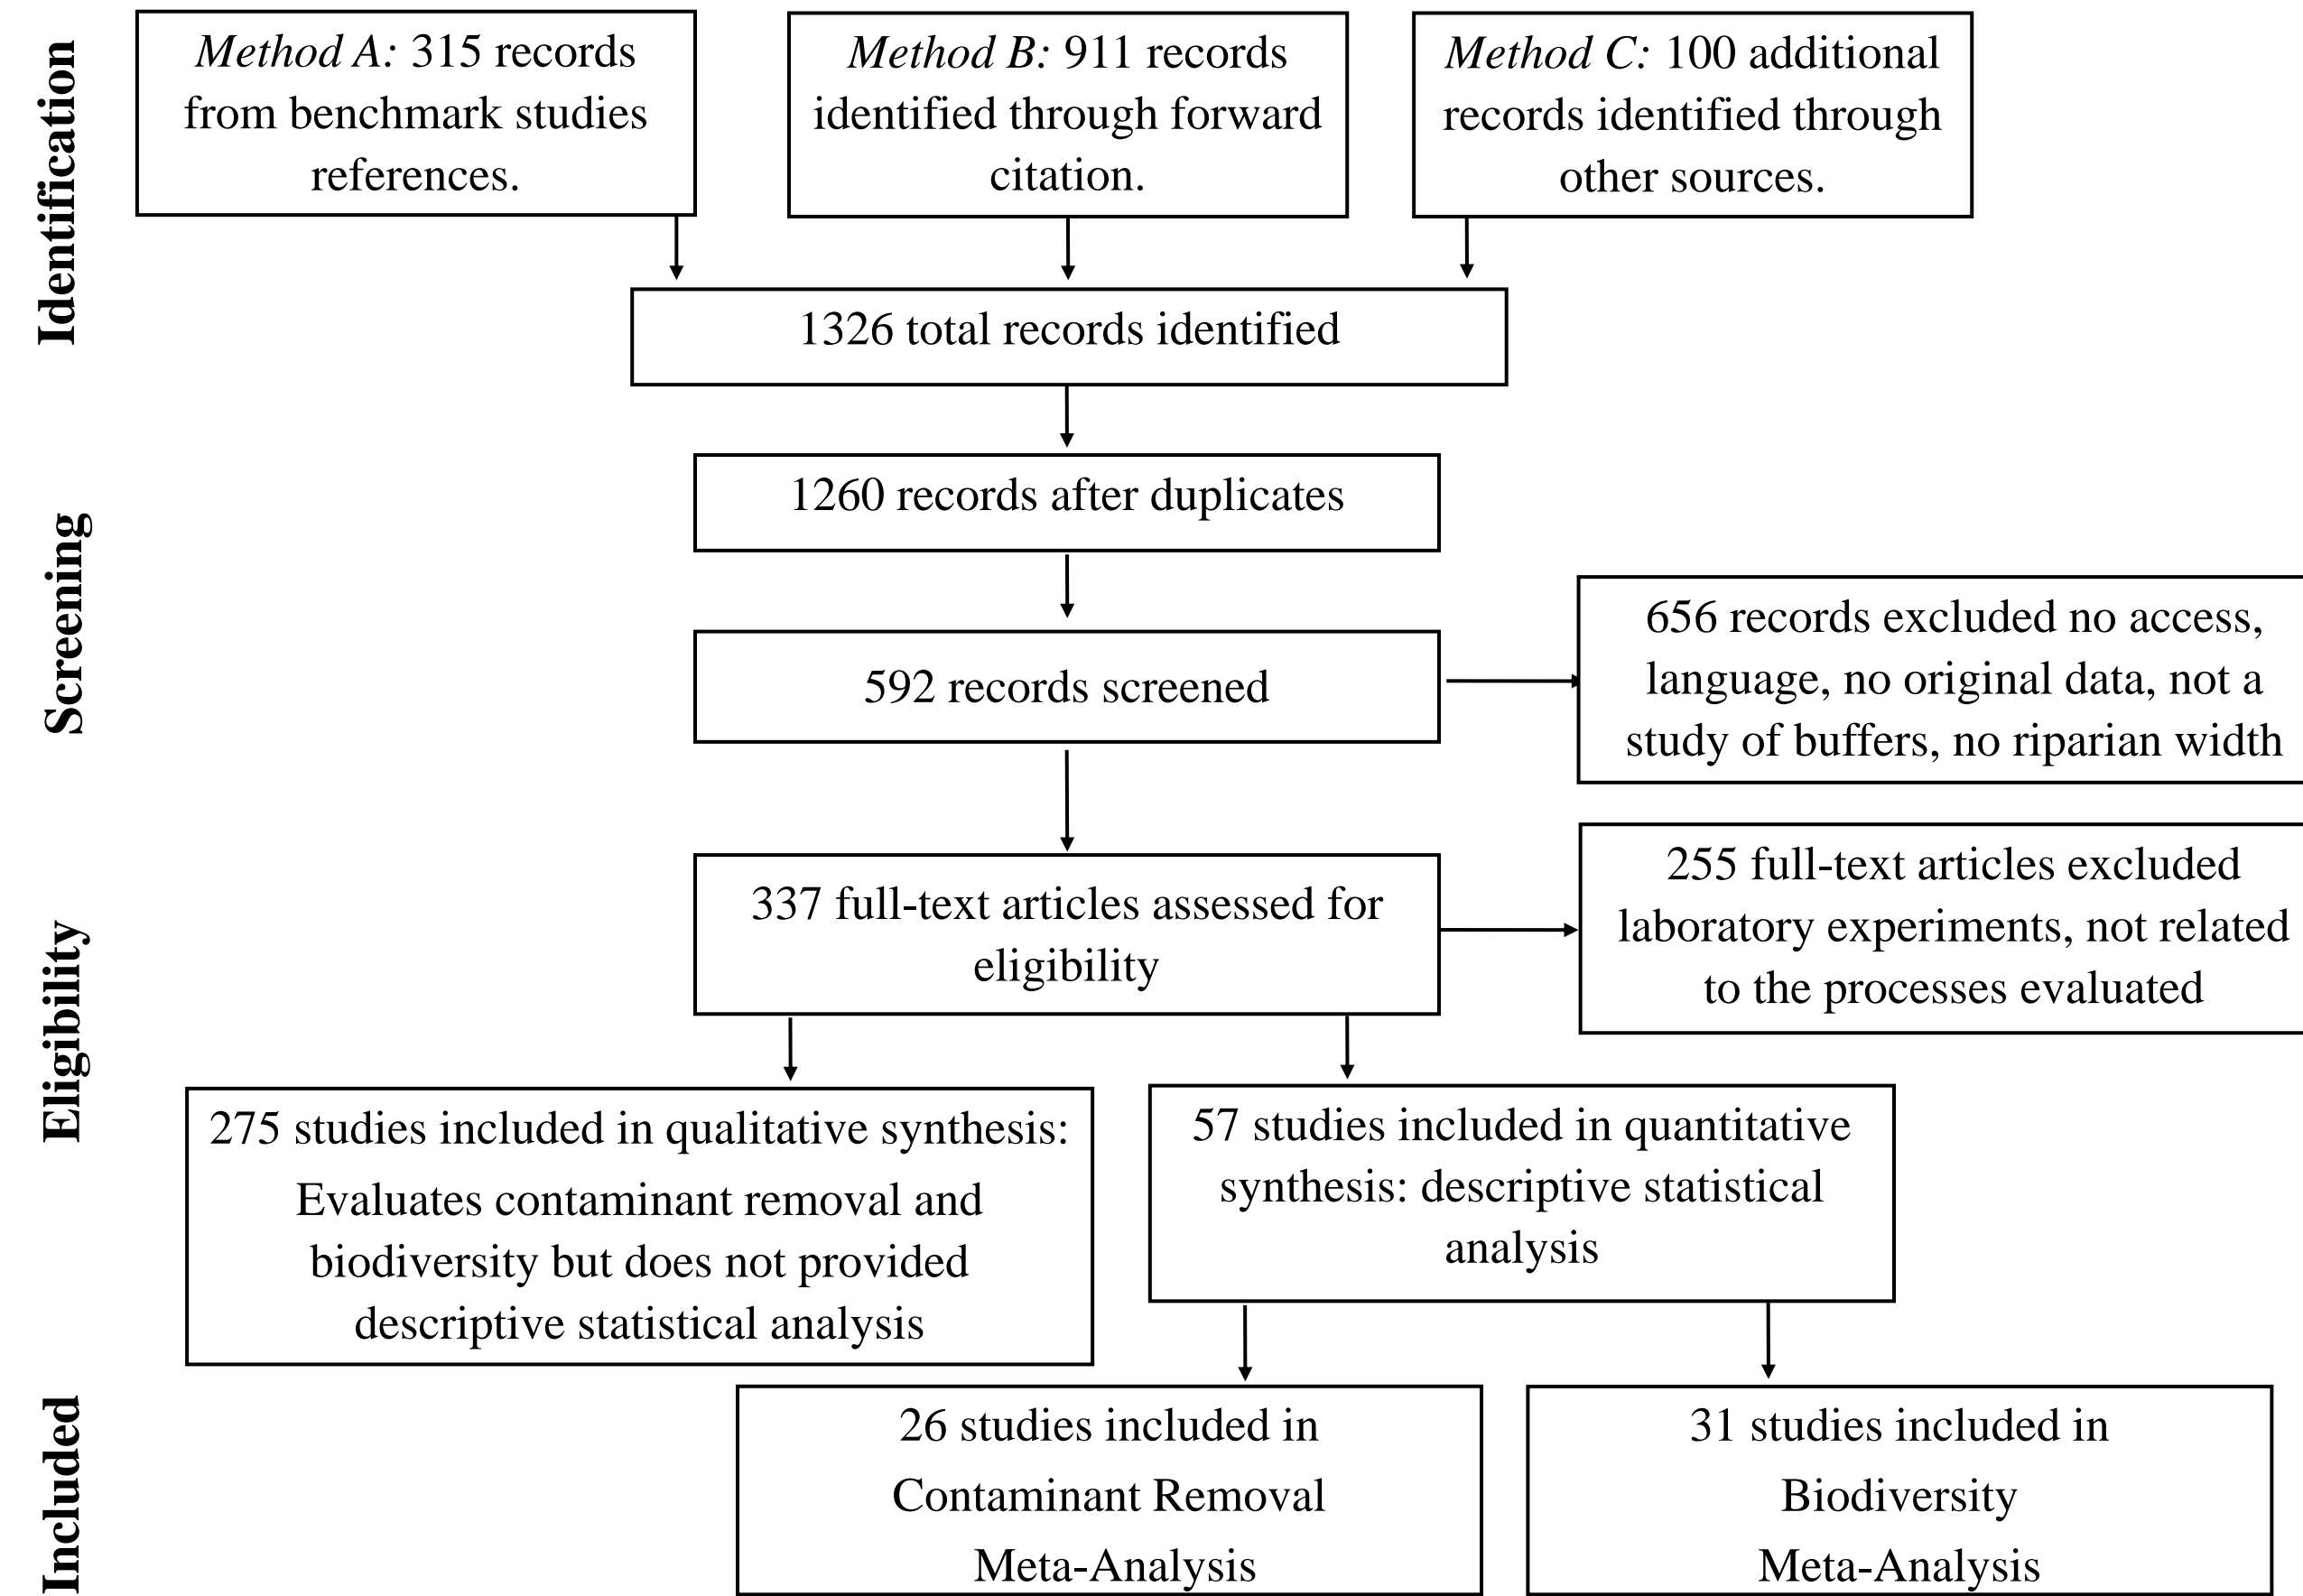 Identification
Method A: 315 records
from benchmark studies
references.
Method B: 911 records
identified through forward
citation.
Method C: 100 additional
records identified through
other sources.
1326 total records identified
Screening
1260 records after duplicates
592 records screened
656 records excluded no access,
language, no original data, not a
study of buffers, no riparian width
Eligibility
337 full-text articles assessed for
eligibility
255 full-text articles excluded
laboratory experiments, not related
to the processes evaluated
275 studies included in qualitative synthesis:
Evaluates contaminant removal and
biodiversity but does not provided
descriptive statistical analysis
57 studies included in quantitative
synthesis: descriptive statistical
analysis
Included
26 studies included in
Contaminant Removal
Meta-Analysis
31 studies included in
Biodiversity
Meta-Analysis